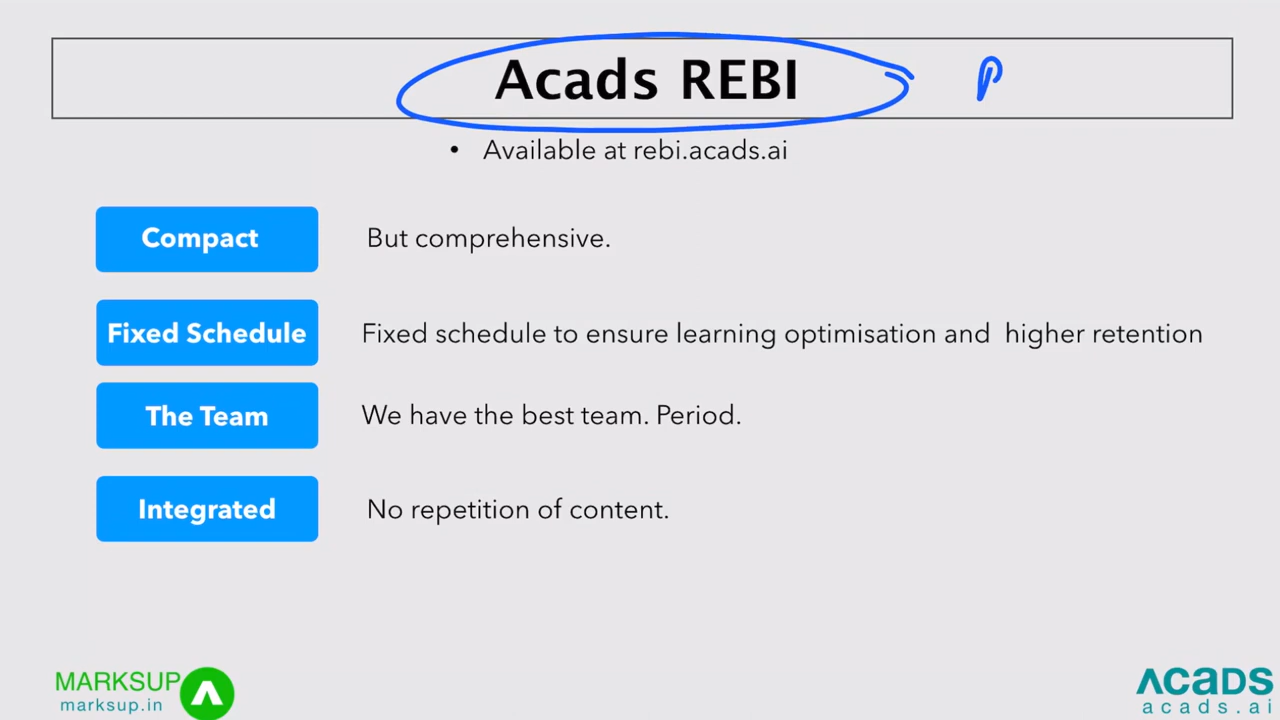 Acads REBI
• Available at rebi.acads.ai
Compact But comprehensive.
Fixed Schedule Fixed schedule to ensure learning optimisation and higher retention
The Team We have the best team. Period.
Integrated No repetition of content.
MARKSUP
marksup.in
ACADS
acads.ai